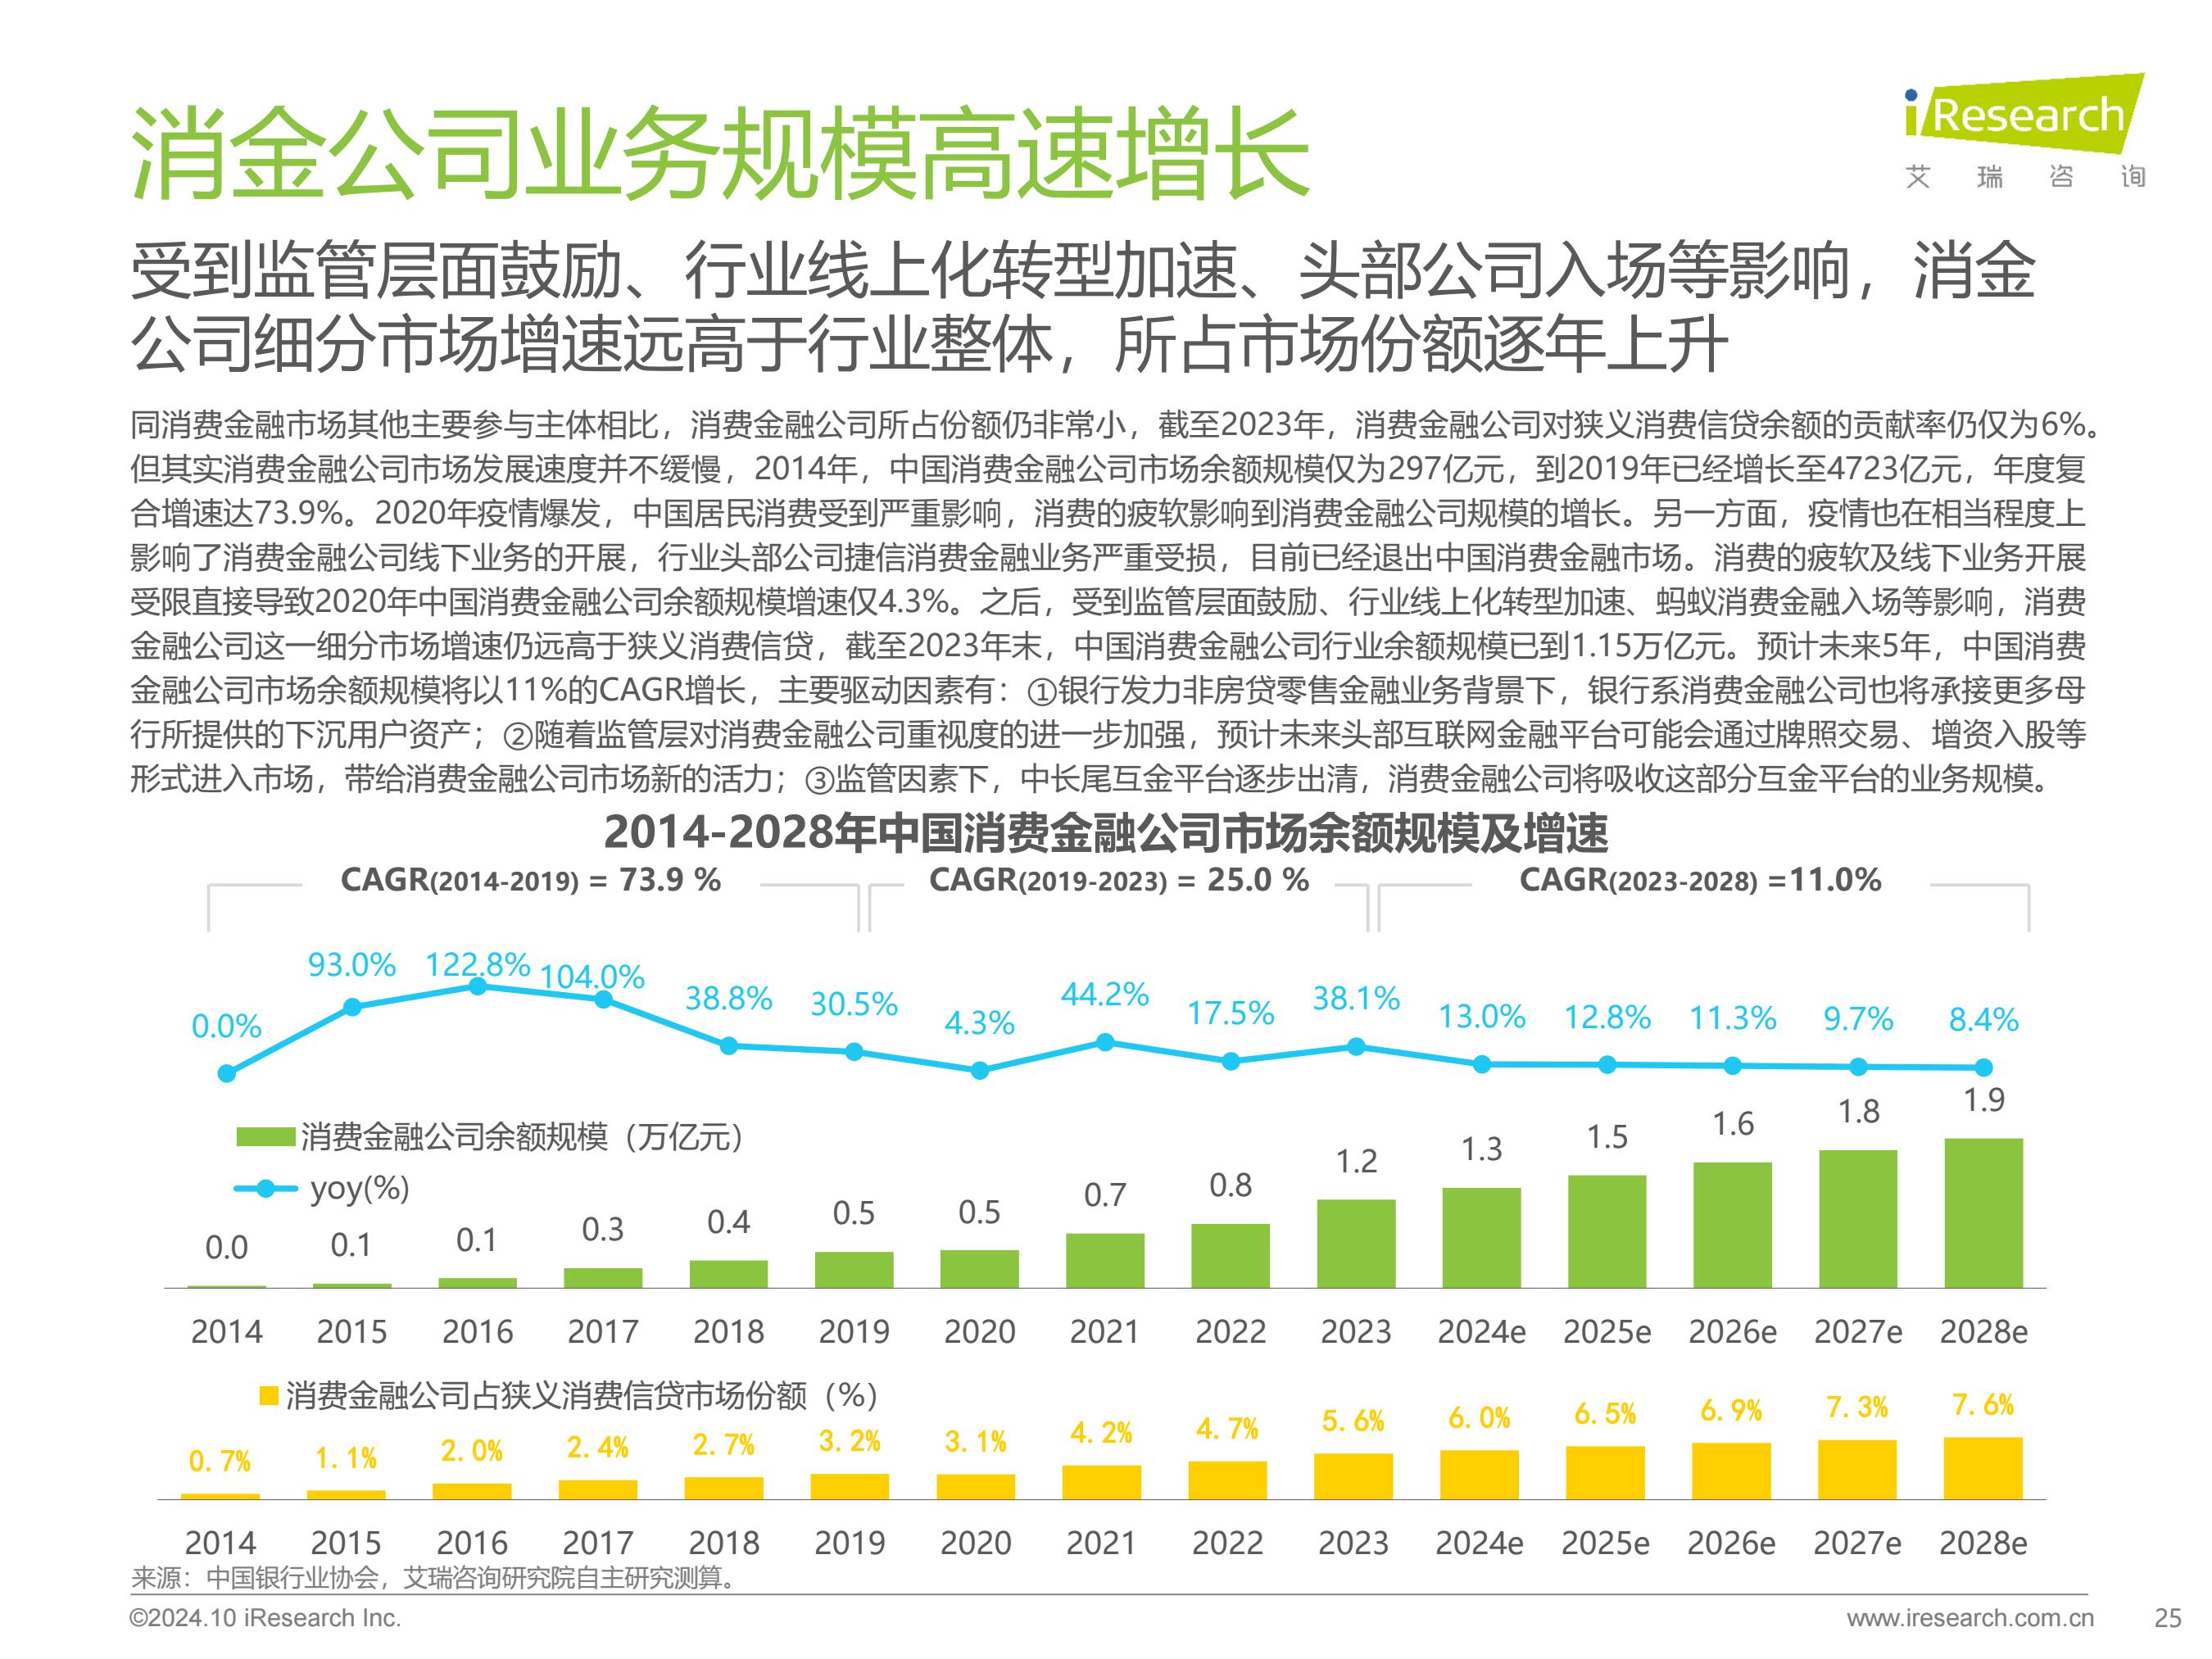 消金公司业务规模高速增长
iResearch
艾瑞咨询
受到监管层面鼓励、行业线上化转型加速、头部公司入场等影响，消金
公司细分市场增速远高于行业整体，所占市场份额逐年上升
同消费金融市场其他主要参与主体相比，消费金融公司所占份额仍非常小，截至2023年，消费金融公司对狭义消费信贷余额的贡献率仍仅为6%。
但其实消费金融公司市场发展速度并不缓慢，2014年，中国消费金融公司市场余额规模仅为297亿元，到2019年已经增长至4723亿元，年度复
合增速达73.9%。2020年疫情爆发，中国居民消费受到严重影响，消费的疲软影响到消费金融公司规模的增长。另一方面，疫情也在相当程度上
影响了消费金融公司线下业务的开展，行业头部公司捷信消费金融业务严重受损，目前已经退出中国消费金融市场。消费的疲软及线下业务开展
受限直接导致2020年中国消费金融公司余额规模增速仅4.3%。之后，受到监管层面鼓励、行业线上化转型加速、蚂蚁消费金融入场等影响，消费
金融公司这一细分市场增速仍远高于狭义消费信贷，截至2023年末，中国消费金融公司行业余额规模已到1.15万亿元。预计未来5年，中国消费
金融公司市场余额规模将以11%的CAGR增长，主要驱动因素有：①银行发力非房贷零售金融业务背景下，银行系消费金融公司也将承接更多母
行所提供的下沉用户资产；②随着监管层对消费金融公司重视度的进一步加强，预计未来头部互联网金融平台可能会通过牌照交易、增资入股等
形式进入市场，带给消费金融公司市场新的活力；③监管因素下，中长尾互金平台逐步出清，消费金融公司将吸收这部分互金平台的业务规模。
2014-2028年中国消费金融公司市场余额规模及增速
CAGR(2014-2019) = 73.9 % CAGR(2019-2023) = 25.0 % CAGR(2023-2028) =11.0%
0.0% 93.0% 122.8% 104.0% 38.8% 30.5% 4.3% 44.2% 17.5% 38.1% 13.0% 12.8% 11.3% 9.7% 8.4%
消费金融公司余额规模（万亿元）
yoy(%)
0.0 0.1 0.1 0.3 0.4 0.5 0.5 0.7 0.8 1.2 1.3 1.5 1.6 1.8 1.9
2014 2015 2016 2017 2018 2019 2020 2021 2022 2023 2024e 2025e 2026e 2027e 2028e
消费金融公司占狭义消费信贷市场份额（%）
0.7% 1.1% 2.0% 2.4% 2.7% 3.2% 3.1% 4.2% 4.7% 5.6% 6.0% 6.5% 6.9% 7.3% 7.6%
2014 2015 2016 2017 2018 2019 2020 2021 2022 2023 2024e 2025e 2026e 2027e 2028e
来源：中国银行业协会，艾瑞咨询研究院自主研究测算。
©2024.10 iResearch Inc. www.iresearch.com.cn 25